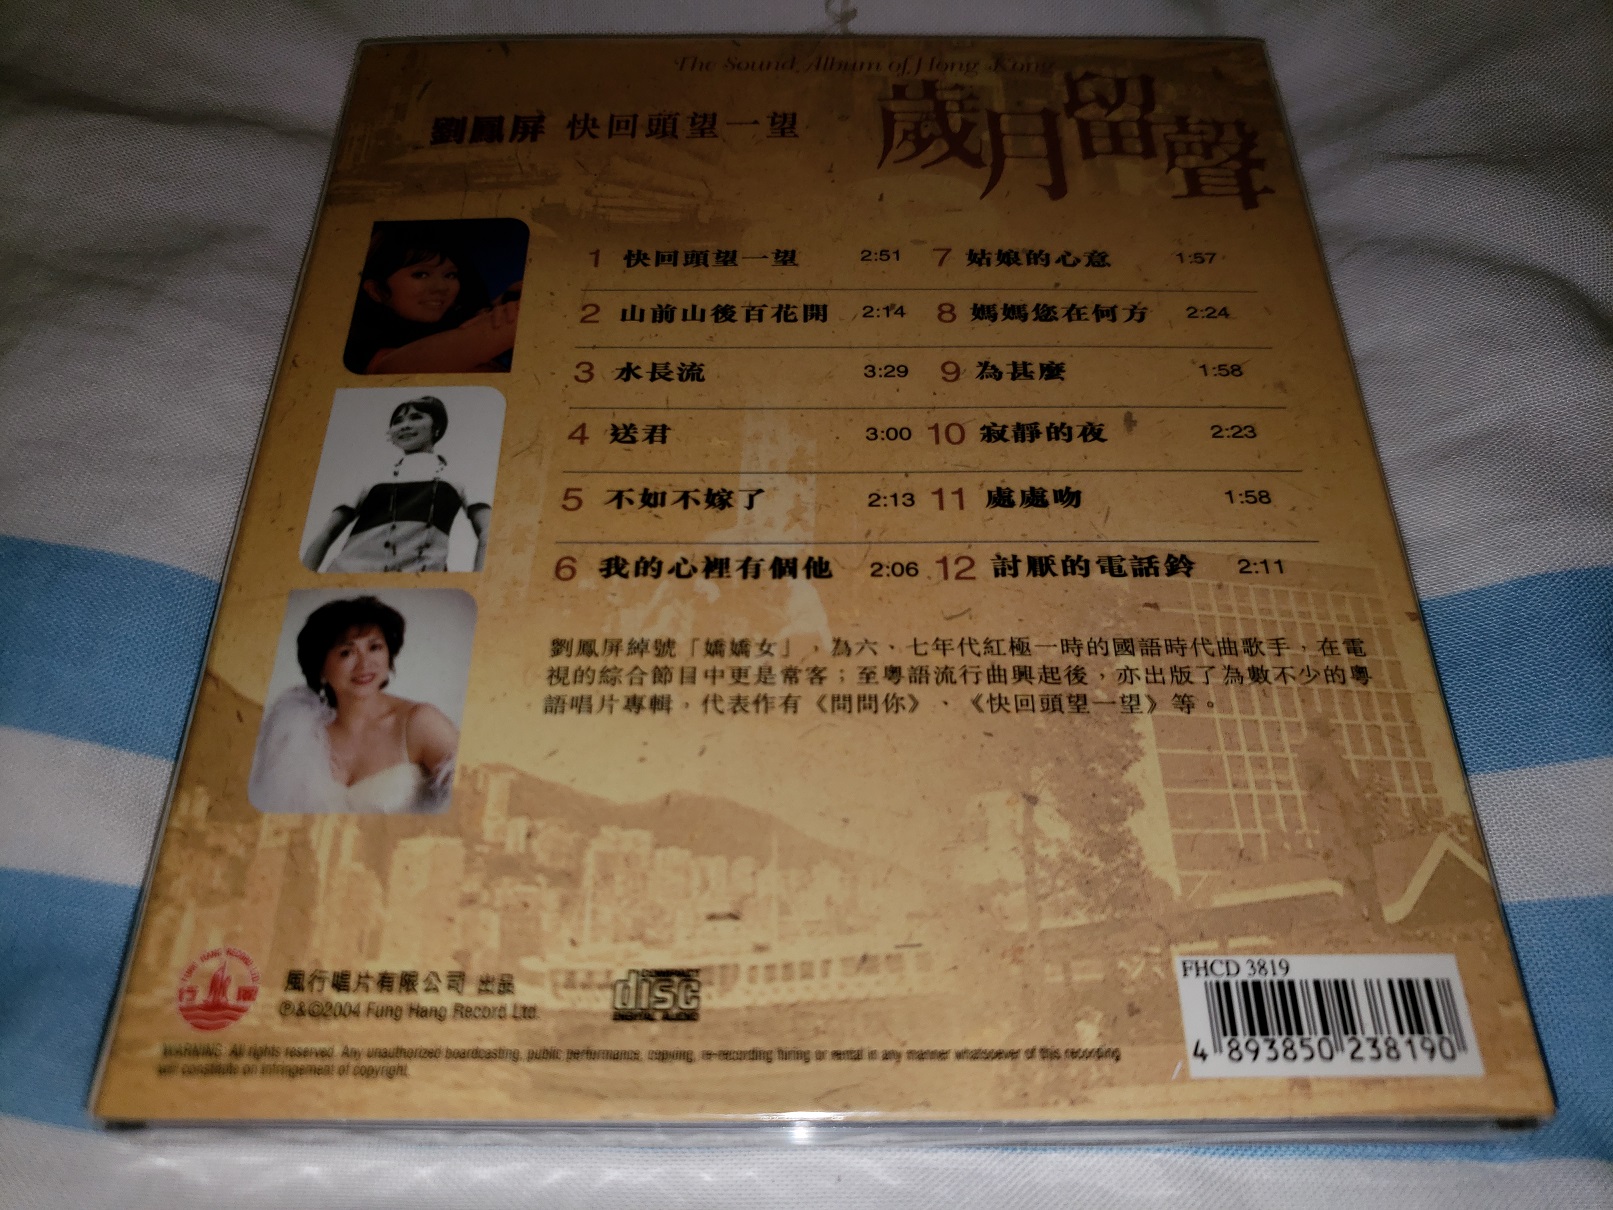 The Sound Album of Hong Kong
歲月留聲
劉鳳屏 快回頭望一望
1 快回頭望一望 2:51
2 山前山後百花開 2:14
3 水長流 3:29
4 送君 3:00
5 不如不嫁了 2:13
6 我的心裡有個他 2:06
7 姑娘的心意 1:57
8 媽媽您在何方 2:24
9 為甚麼 1:58
10 寂靜的夜 2:23
11 處處吻 1:58
12 討厭的電話鈴 2:11
劉鳳屏綽號「嬌嬌女」，為六、七年代紅極一時的國語時代曲歌手，在電
視的綜合節目中更是常客；至粵語流行曲興起後，亦出版了為數不少的粵
語唱片專輯，代表作有《問問你》、《快回頭望一望》等。
風行唱片有限公司 出品
℗&©2004 Fung Hang Record Ltd.
COMPACT
disc
DIGITAL AUDIO
WARNING: All rights reserved. Any unauthorized boardcasting, public performance, copying, re-recording hiring or rental in any manner whatsoever of this recording
will constitute an infringement of copyright.
FHCD 3819
4 893850 238190